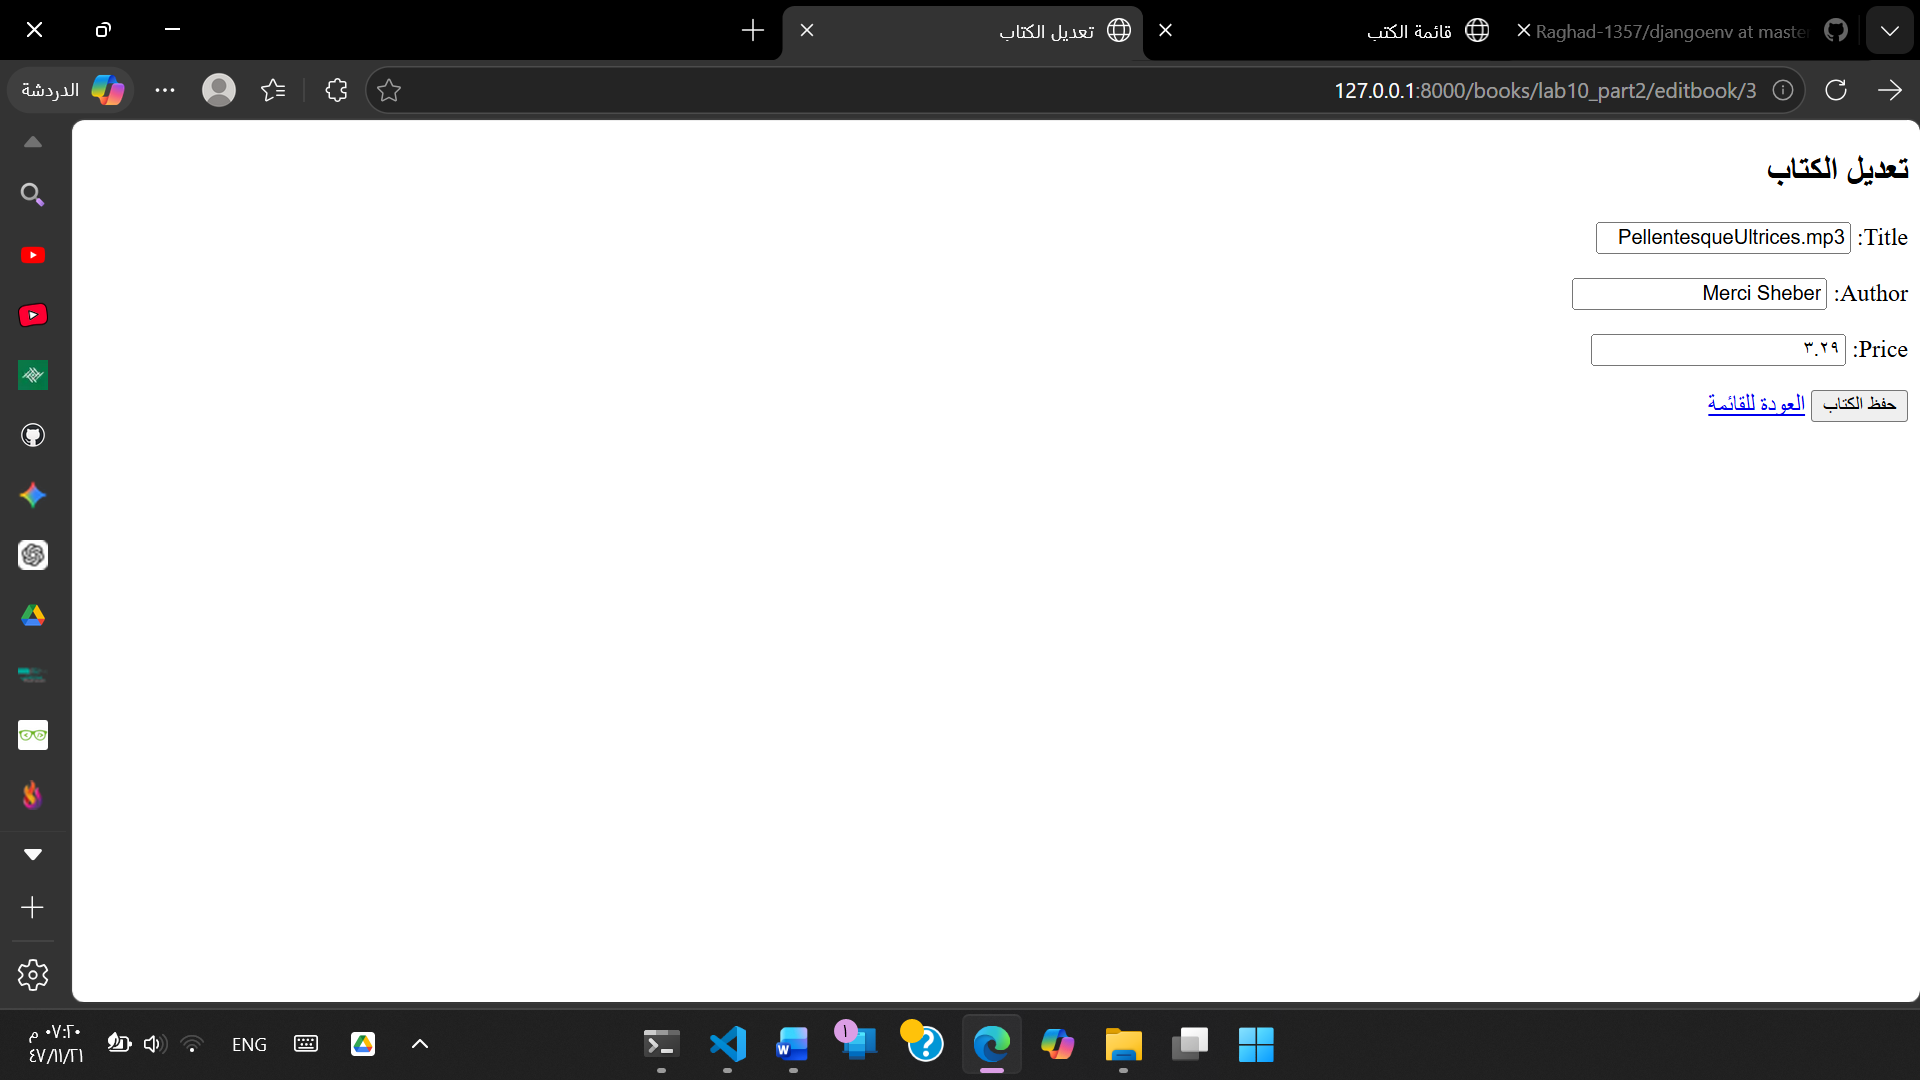 Raghad-1357/djangoenv at master
قائمة الكتب
تعديل الكتاب
127.0.0.1:8000/books/lab10_part2/editbook/3
الدردشة
تعديل الكتاب
Title:
PellentesqueUltrices.mp3
Author:
Merci Sheber
Price:
٣.٢٩
حفظ الكتاب العودة للقائمة
١
ENG
٠٧:٢٠ م
٤٧/١١/٢١